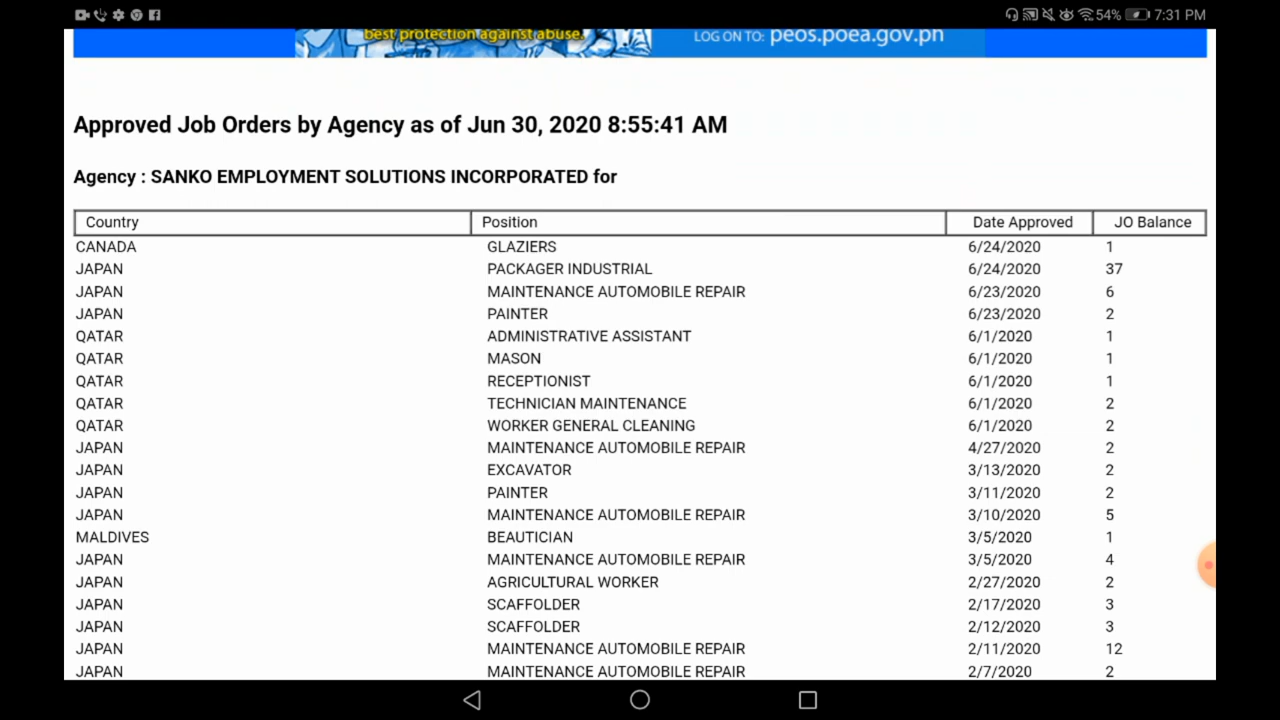 54% 7:31 PM
best protection against abuse.
LOG ON TO: peos.poea.gov.ph
Approved Job Orders by Agency as of Jun 30, 2020 8:55:41 AM
Agency : SANKO EMPLOYMENT SOLUTIONS INCORPORATED for
Country Position Date Approved JO Balance
CANADA GLAZIERS 6/24/2020 1
JAPAN PACKAGER INDUSTRIAL 6/24/2020 37
JAPAN MAINTENANCE AUTOMOBILE REPAIR 6/23/2020 6
JAPAN PAINTER 6/23/2020 2
QATAR ADMINISTRATIVE ASSISTANT 6/1/2020 1
QATAR MASON 6/1/2020 1
QATAR RECEPTIONIST 6/1/2020 1
QATAR TECHNICIAN MAINTENANCE 6/1/2020 2
QATAR WORKER GENERAL CLEANING 6/1/2020 2
JAPAN MAINTENANCE AUTOMOBILE REPAIR 4/27/2020 2
JAPAN EXCAVATOR 3/13/2020 2
JAPAN PAINTER 3/11/2020 2
JAPAN MAINTENANCE AUTOMOBILE REPAIR 3/10/2020 5
MALDIVES BEAUTICIAN 3/5/2020 1
JAPAN MAINTENANCE AUTOMOBILE REPAIR 3/5/2020 4
JAPAN AGRICULTURAL WORKER 2/27/2020 2
JAPAN SCAFFOLDER 2/17/2020 3
JAPAN SCAFFOLDER 2/12/2020 3
JAPAN MAINTENANCE AUTOMOBILE REPAIR 2/11/2020 12
JAPAN MAINTENANCE AUTOMOBILE REPAIR 2/7/2020 2